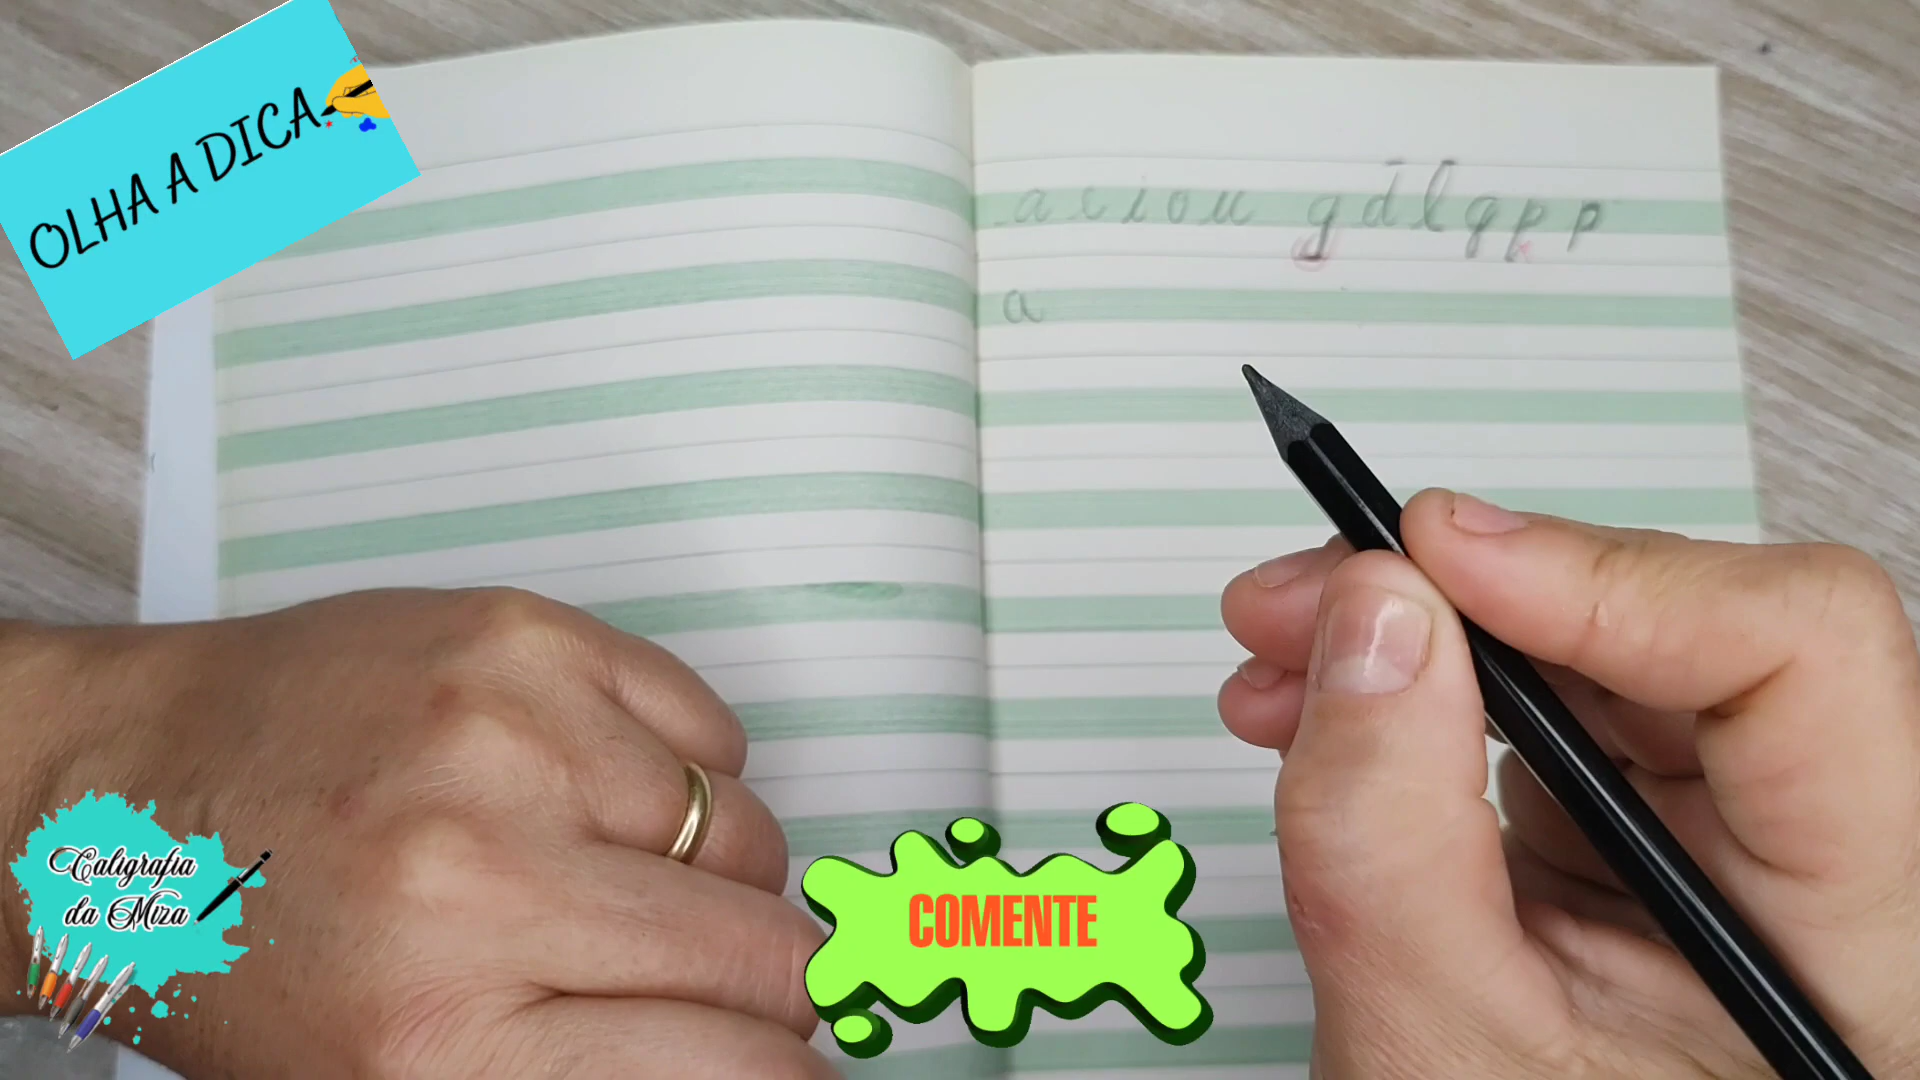 OLHA A DICA
a e i o u g d l q p p
a
Caligrafia
da Miza
COMENTE